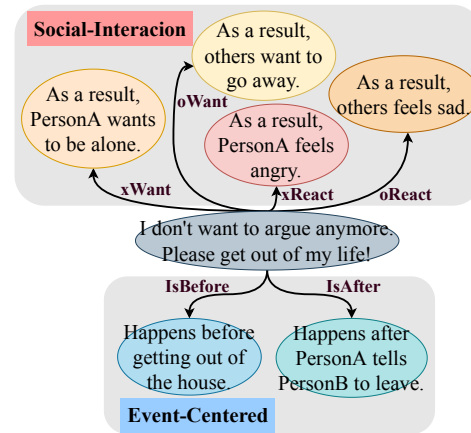 Social-Interacion
As a result,
others want to
go away.
As a result,
PersonA wants
to be alone.
oWant
As a result,
PersonA feels
angry.
As a result,
others feels sad.
xWant
xReact
oReact
I don't want to argue anymore.
Please get out of my life!
IsBefore
IsAfter
Happens before
getting out of
the house.
Happens after
PersonA tells
PersonB to leave.
Event-Centered